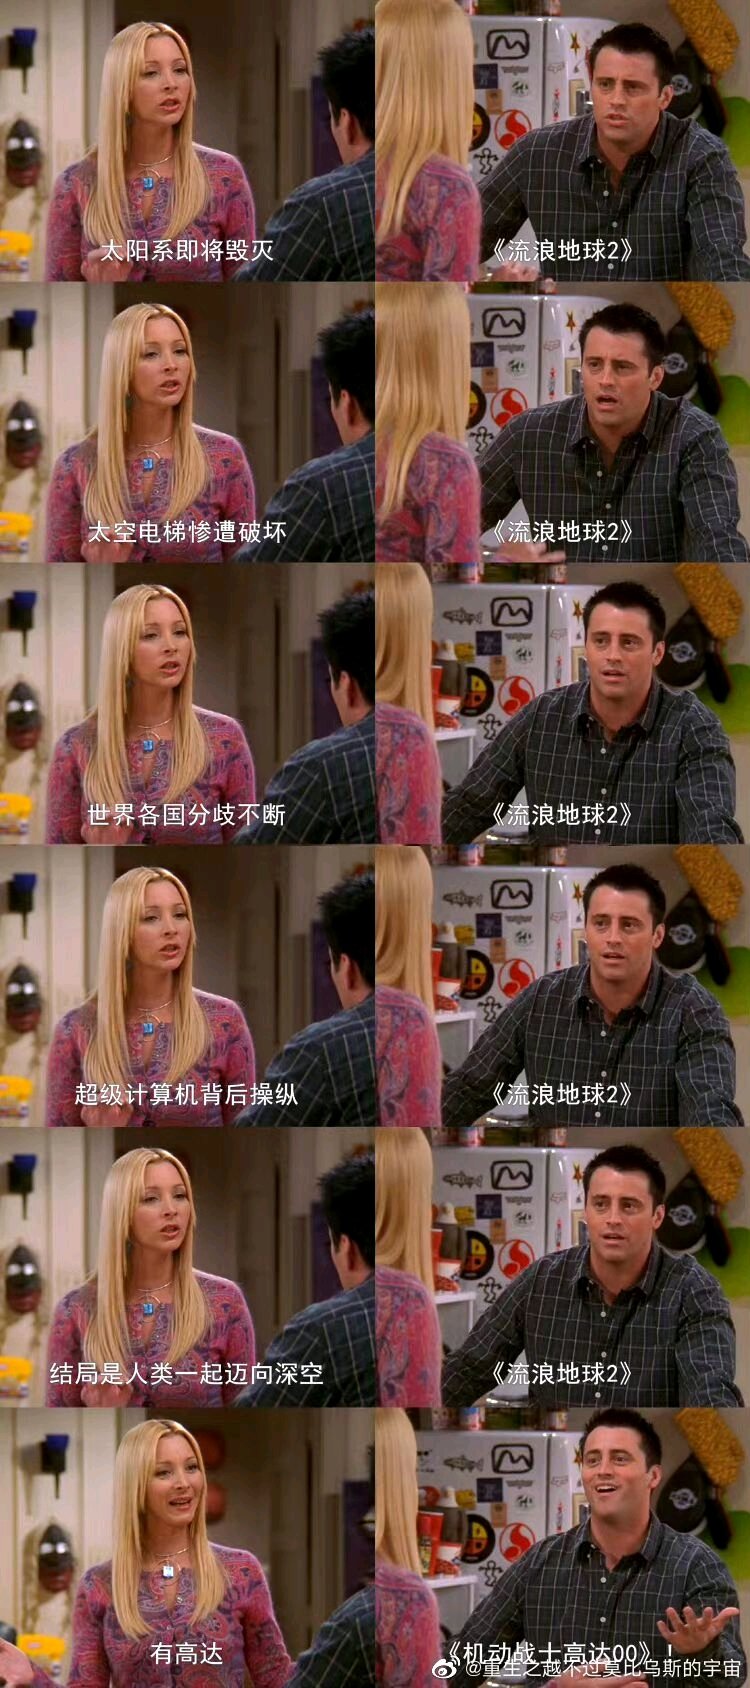 太阳系即将毁灭
《流浪地球2》
太空电梯惨遭破坏
《流浪地球2》
世界各国分歧不断
《流浪地球2》
超级计算机背后操纵
《流浪地球2》
结局是人类一起迈向深空
《流浪地球2》
有高达
《机动战士高达00》!
@重生之越不过莫比乌斯的宇宙